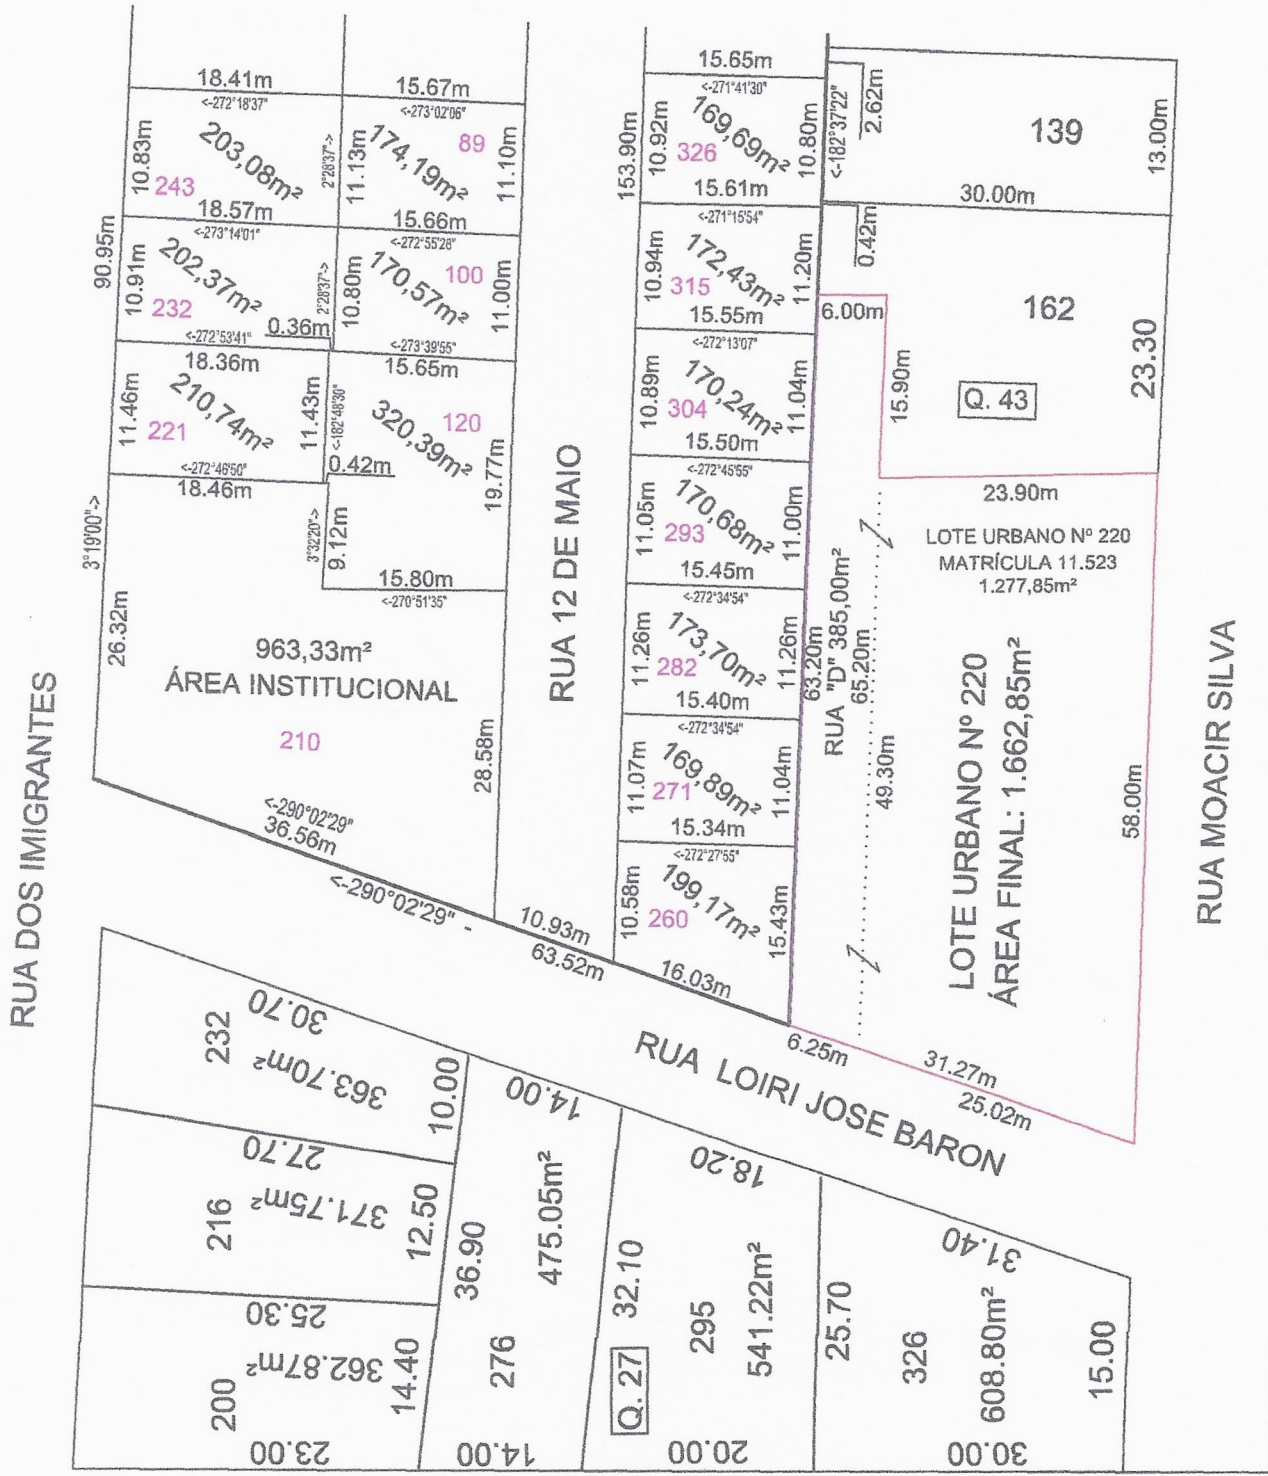 18.41m
<-272°18'37"
10.83m
203,08m²
243
2°28'37"->
18.57m
<-273°14'01"
90.95m
10.91m
202,37m²
232
2°28'37"->
0.36m
<-272°53'41"
18.36m
11.46m
210,74m²
221
11.43m
<-182°48'30"
<-272°46'50"
0.42m
18.46m
15.67m
<-273°02'06"
11.13m
174,19m²
89
11.10m
15.66m
<-272°55'28"
10.80m
170,57m²
100
11.00m
<-273°39'55"
15.65m
320,39m²
120
19.77m
3°19'00"->
3°32'20"->
9.12m
15.80m
<-270°51'35"
26.32m
963,33m²
ÁREA INSTITUCIONAL
210
28.58m
<-290°02'29"
36.56m
<-290°02'29"
10.93m
63.52m
RUA DOS IMIGRANTES
RUA 12 DE MAIO
153.90m
15.65m
<-271°41'30"
10.92m
169,69m²
326
10.80m
<-182°37'22"
2.62m
15.61m
<-271°15'54"
10.94m
172,43m²
315
11.20m
0.42m
15.55m
<-272°13'07"
10.89m
170,24m²
304
11.04m
15.50m
<-272°45'55"
11.05m
170,68m²
293
11.00m
15.45m
<-272°34'54"
11.26m
173,70m²
282
11.26m
15.40m
<-272°34'54"
11.07m
169,89m²
271
11.04m
15.34m
<-272°27'55"
10.58m
199,17m²
260
15.43m
16.03m
139
13.00m
30.00m
162
23.30
6.00m
15.90m
Q. 43
23.90m
LOTE URBANO Nº 220
MATRÍCULA 11.523
1.277,85m²
63.20m
RUA "D" 385,00m²
65.20m
49.30m
LOTE URBANO Nº 220
ÁREA FINAL: 1.662,85m²
58.00m
RUA MOACIR SILVA
6.25m
31.27m
25.02m
RUA LOIRI JOSE BARON
30.70
232
363.70m²
10.00
27.70
216
371.75m²
12.50
25.30
200
362.87m²
14.40
23.00
14.00
36.90
475.05m²
276
14.00
18.20
Q. 27
32.10
295
541.22m²
20.00
31.40
25.70
326
608.80m²
15.00
30.00